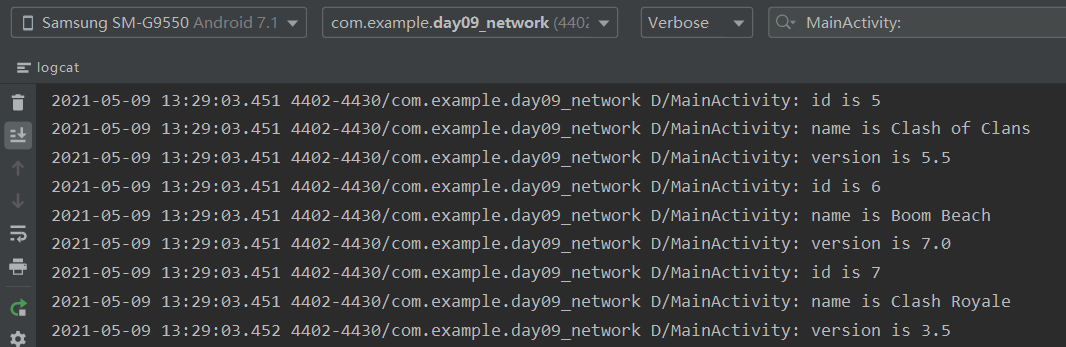 Samsung SM-G9550 Android 7.1 com.example.day09_network (4402 Verbose MainActivity:
logcat
2021-05-09 13:29:03.451 4402-4430/com.example.day09_network D/MainActivity: id is 5
2021-05-09 13:29:03.451 4402-4430/com.example.day09_network D/MainActivity: name is Clash of Clans
2021-05-09 13:29:03.451 4402-4430/com.example.day09_network D/MainActivity: version is 5.5
2021-05-09 13:29:03.451 4402-4430/com.example.day09_network D/MainActivity: id is 6
2021-05-09 13:29:03.451 4402-4430/com.example.day09_network D/MainActivity: name is Boom Beach
2021-05-09 13:29:03.451 4402-4430/com.example.day09_network D/MainActivity: version is 7.0
2021-05-09 13:29:03.451 4402-4430/com.example.day09_network D/MainActivity: id is 7
2021-05-09 13:29:03.451 4402-4430/com.example.day09_network D/MainActivity: name is Clash Royale
2021-05-09 13:29:03.452 4402-4430/com.example.day09_network D/MainActivity: version is 3.5